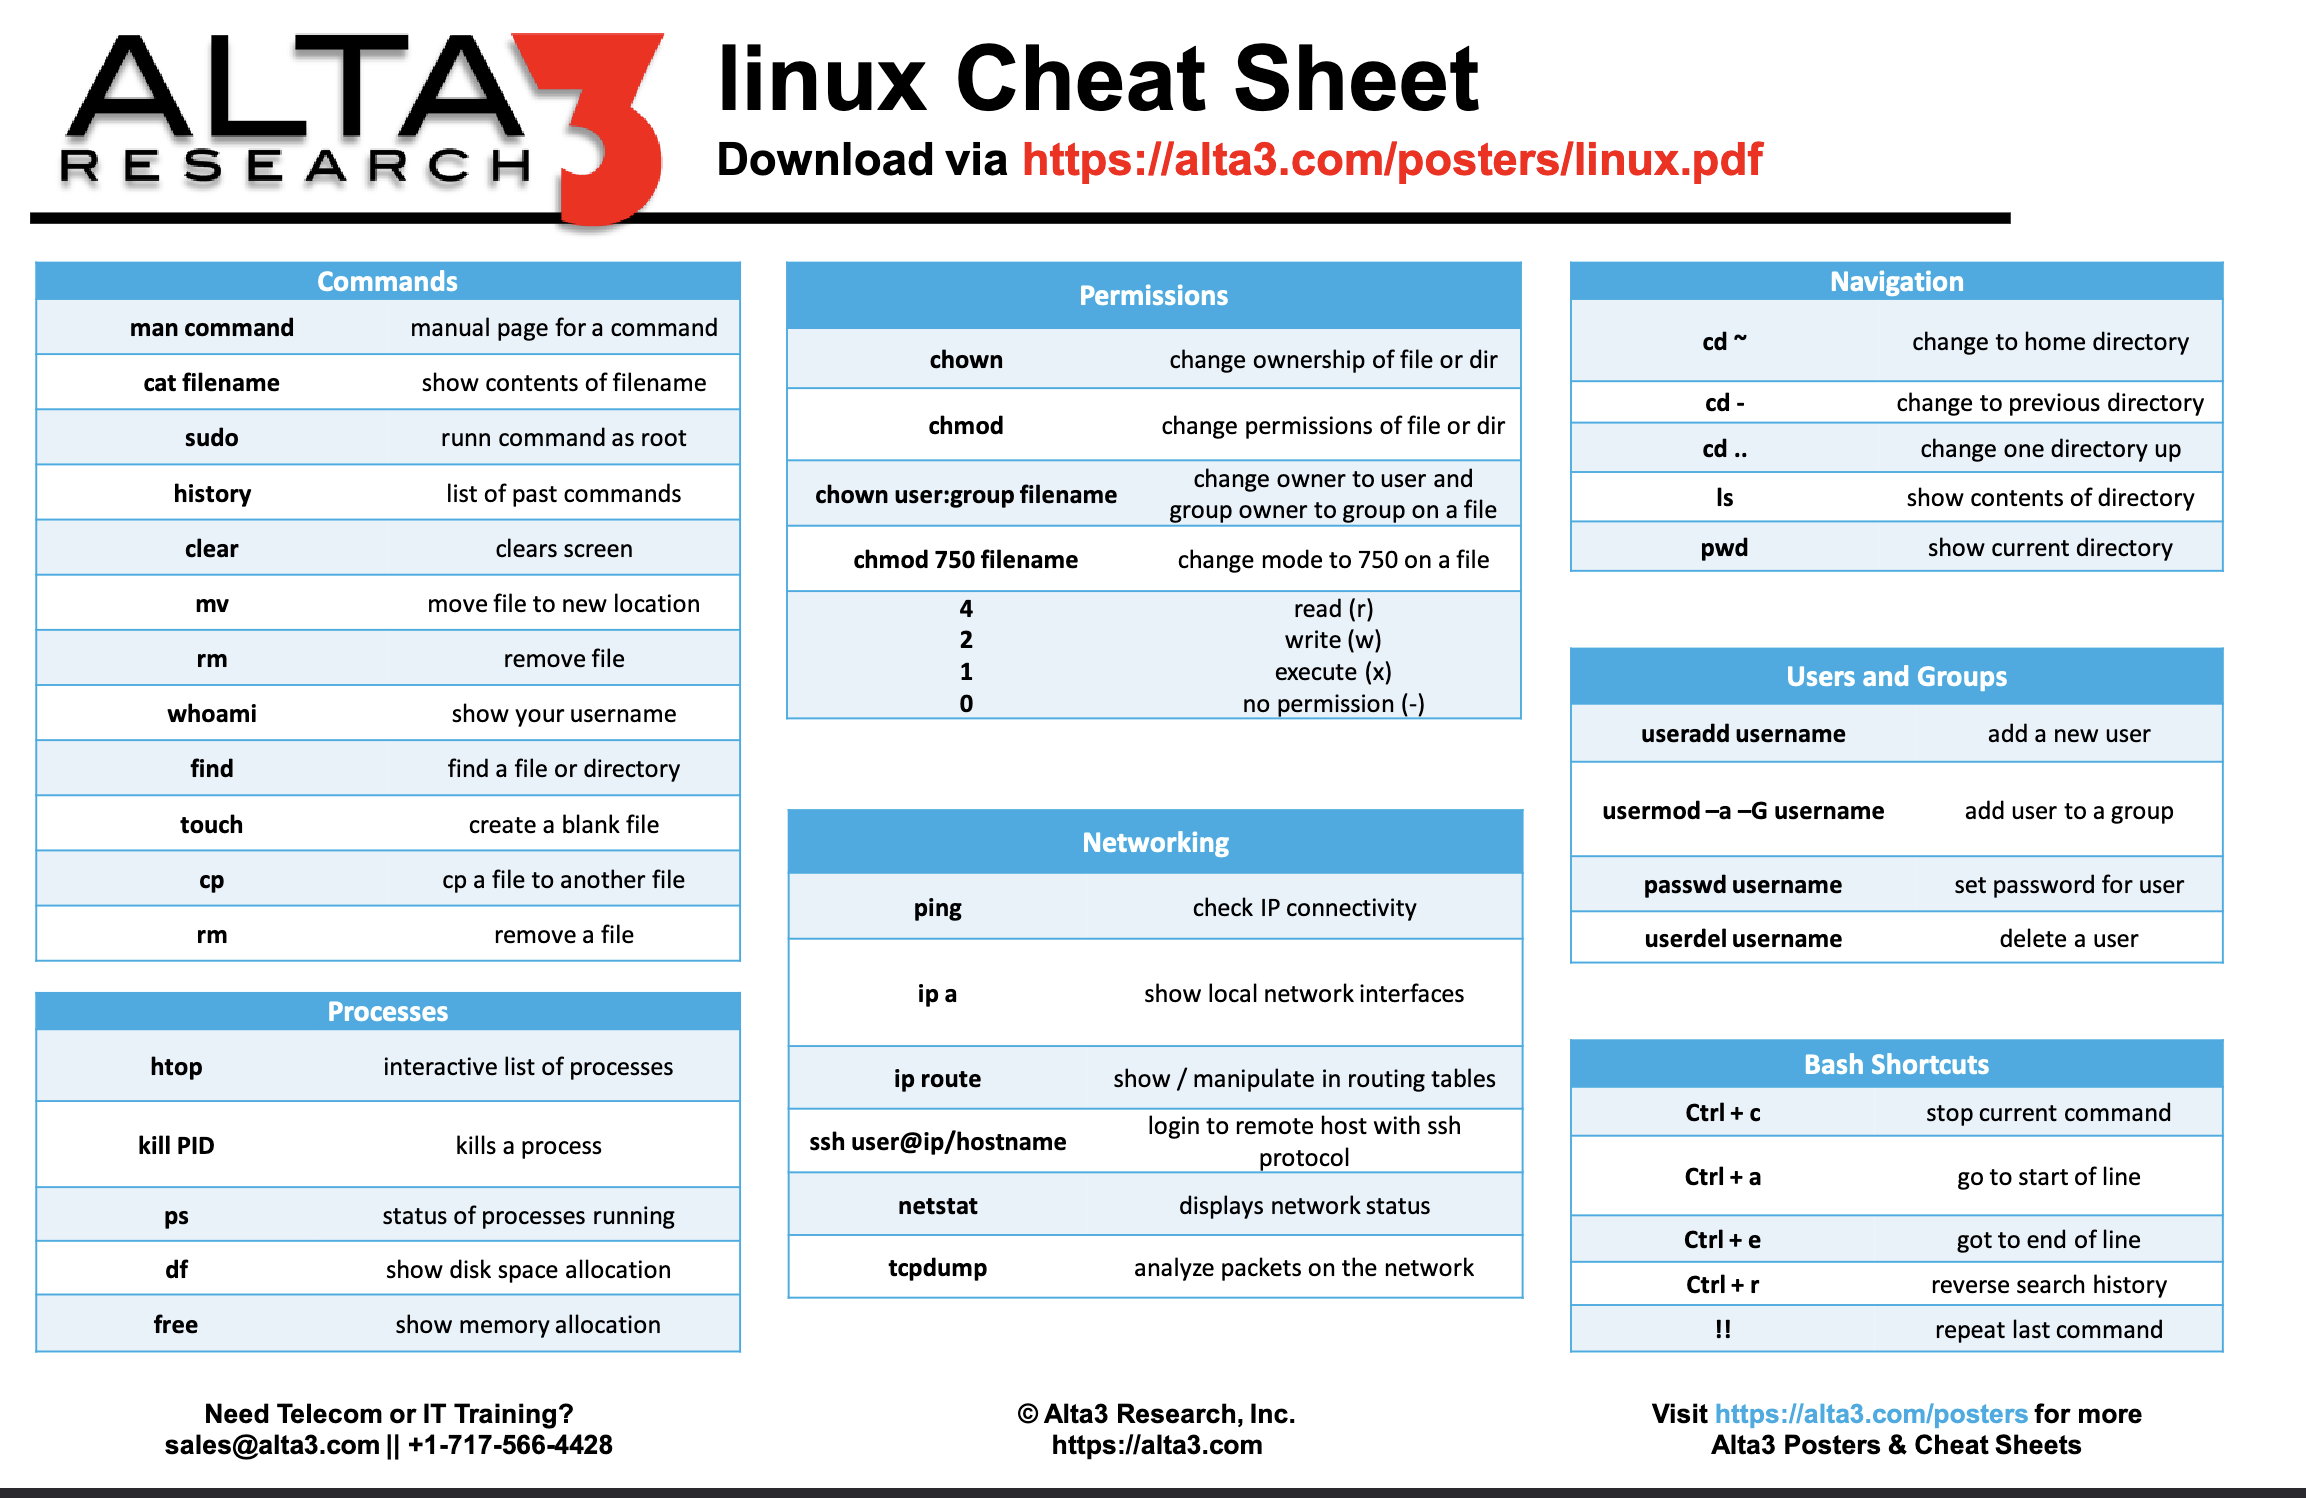 ALTA3
RESEARCH
linux Cheat Sheet
Download via https://alta3.com/posters/linux.pdf
Commands
man command manual page for a command
cat filename show contents of filename
sudo runn command as root
history list of past commands
clear clears screen
mv move file to new location
rm remove file
whoami show your username
find find a file or directory
touch create a blank file
cp cp a file to another file
rm remove a file
Processes
htop interactive list of processes
kill PID kills a process
ps status of processes running
df show disk space allocation
free show memory allocation
Permissions
chown change ownership of file or dir
chmod change permissions of file or dir
chown user:group filename change owner to user and
group owner to group on a file
chmod 750 filename change mode to 750 on a file
4 read (r)
2 write (w)
1 execute (x)
0 no permission (-)
Networking
ping check IP connectivity
ip a show local network interfaces
ip route show / manipulate in routing tables
ssh user@ip/hostname login to remote host with ssh
protocol
netstat displays network status
tcpdump analyze packets on the network
Navigation
cd ~ change to home directory
cd - change to previous directory
cd .. change one directory up
ls show contents of directory
pwd show current directory
Users and Groups
useradd username add a new user
usermod –a –G username add user to a group
passwd username set password for user
userdel username delete a user
Bash Shortcuts
Ctrl + c stop current command
Ctrl + a go to start of line
Ctrl + e got to end of line
Ctrl + r reverse search history
!! repeat last command
Need Telecom or IT Training?
sales@alta3.com || +1-717-566-4428
© Alta3 Research, Inc.
https://alta3.com
Visit https://alta3.com/posters for more
Alta3 Posters & Cheat Sheets